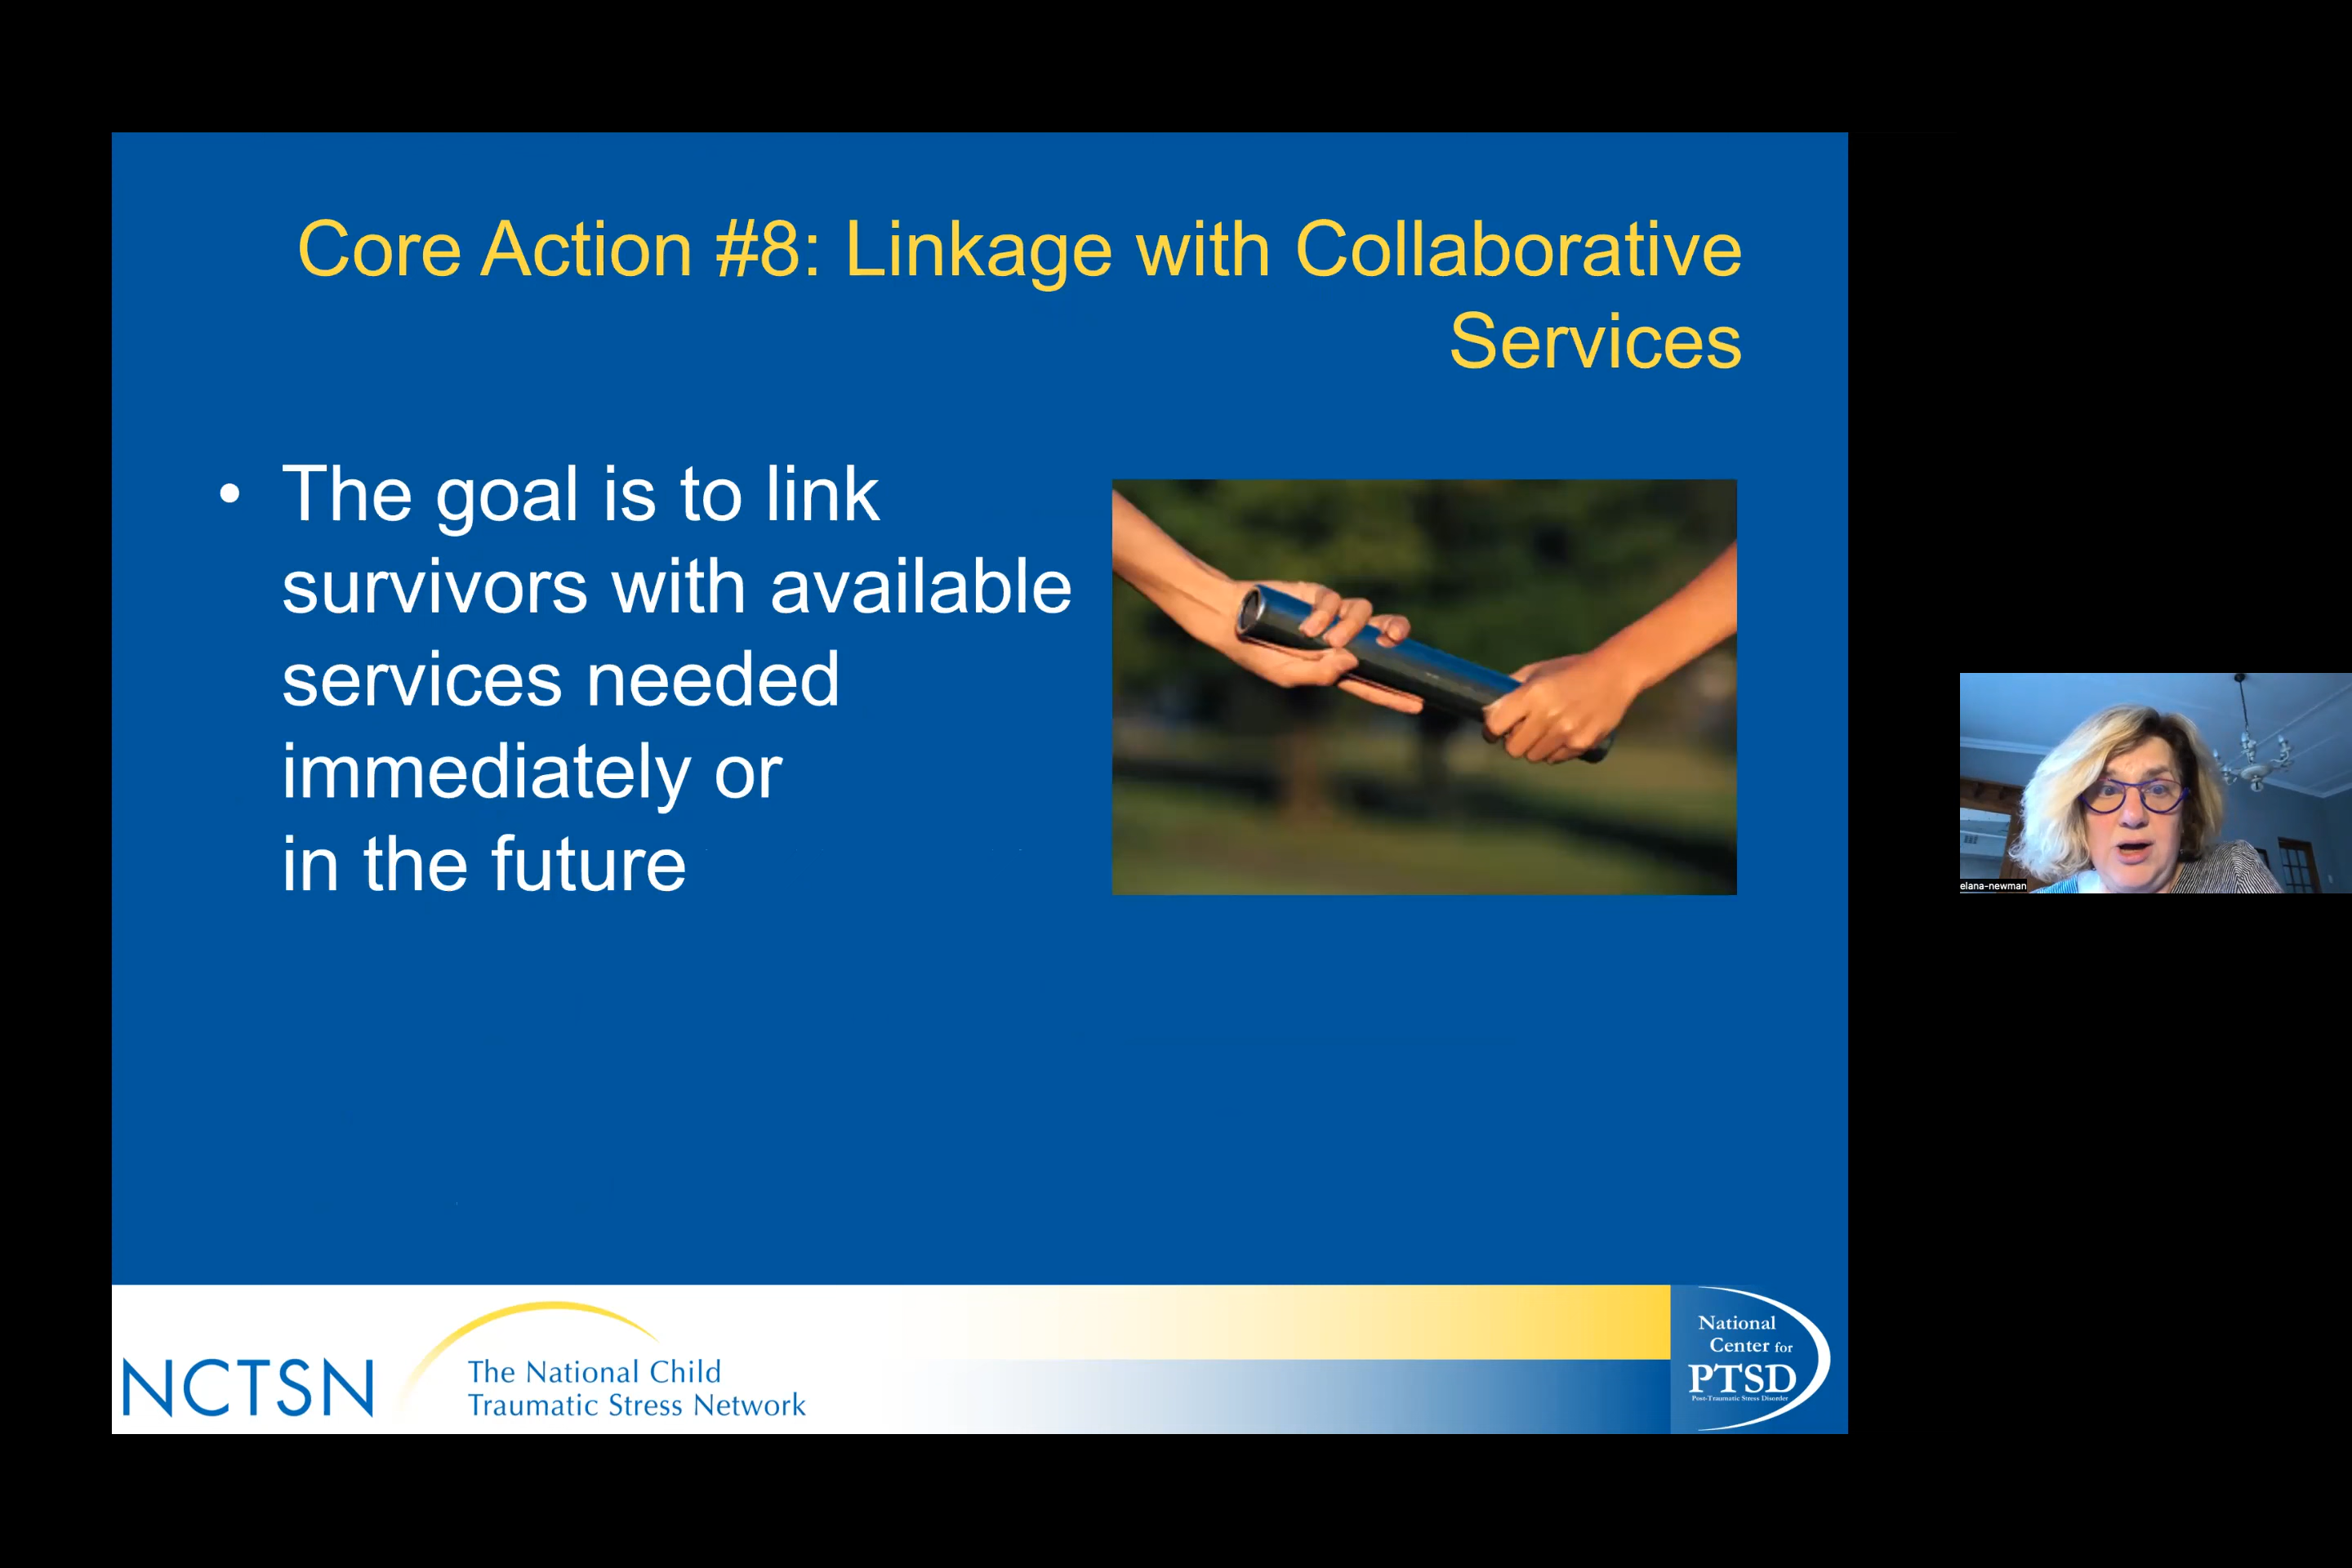 Core Action #8: Linkage with Collaborative
Services
• The goal is to link
survivors with available
services needed
immediately or
in the future
elana-newman
NCTSN
The National Child
Traumatic Stress Network
National
Center for
PTSD
Post-Traumatic Stress Disorder